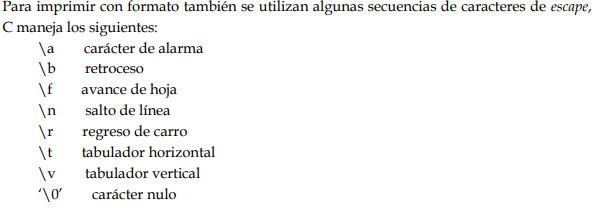 Para imprimir con formato también se utilizan algunas secuencias de caracteres de escape,
C maneja los siguientes:
\a carácter de alarma
\b retroceso
\f avance de hoja
\n salto de línea
\r regreso de carro
\t tabulador horizontal
\v tabulador vertical
‘\0’ carácter nulo